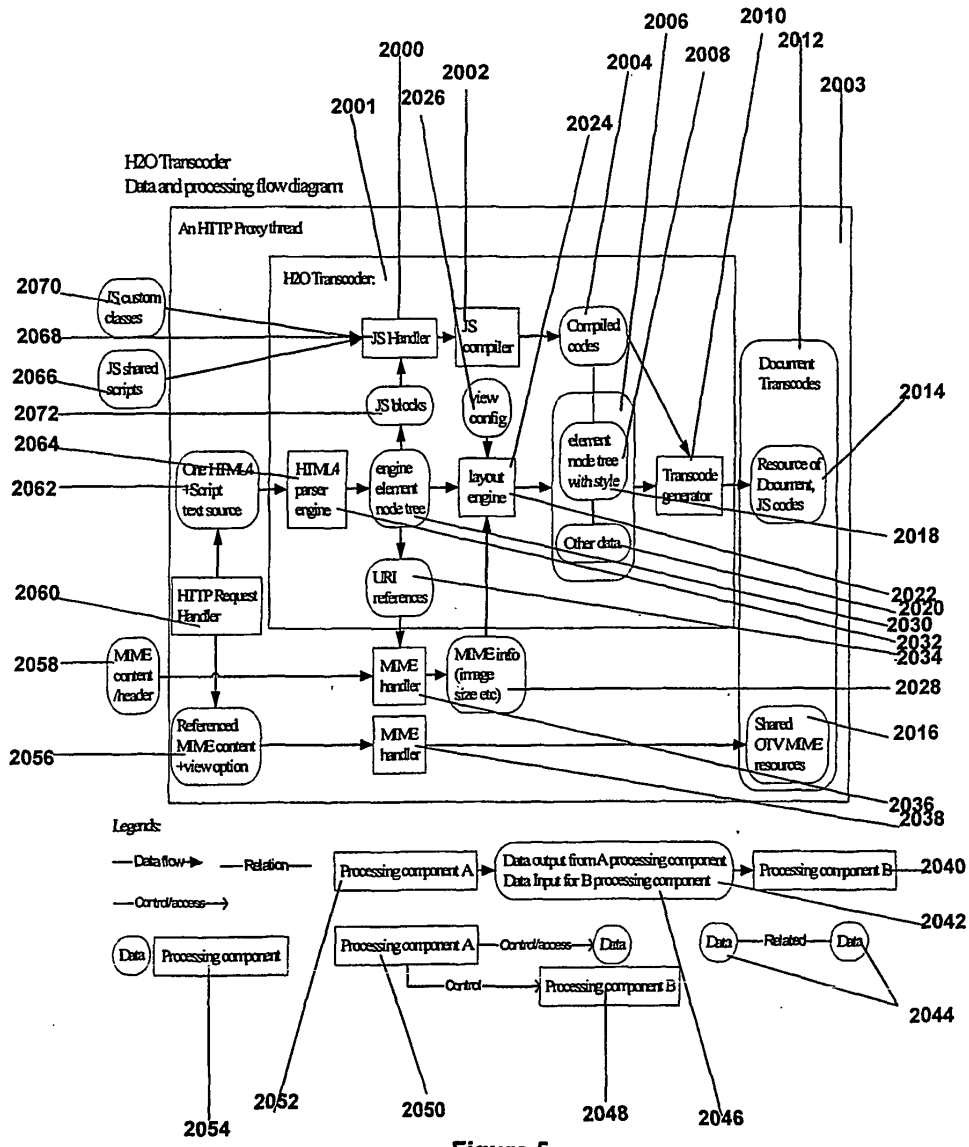 2000
2002
2004
2006
2008
2010
2012
2003
2026
2001
2024
H2O Transcoder
Data and processing flow diagram
An HTTP Proxy thread
H2O Transcoder:
2070
JS custom
classes
2068
JS Handler
JS
compiler
Compiled
codes
2066
JS shared
scripts
Document
Transcodes
2072
JS blocks
view
config
2014
2064
2062
One HTML4
+Script
text source
HTML4
parser
engine
engine
element
node tree
layout
engine
element
node tree
with style
Transcode
generator
Resource of
Document,
JS codes
2018
Other data
2060
HTTP Request
Handler
URI
references
2022
2020
2030
2032
2034
2058
MIME
content
/header
MIME
handler
MIME info
(image
size etc)
2028
2056
Referenced
MIME content
+view option
MIME
handler
Shared
OTV MIME
resources
2016
2036
2038
Legends:
Data flow
Relation
Control/access
Processing component A
Data output from A processing component
Data Input for B processing component
Processing component B
2040
2042
Data
Processing component
Processing component A
Control/access
Data
Control
Processing component B
Data
Related
Data
2044
2054
2052
2050
2048
2046
Figure 5